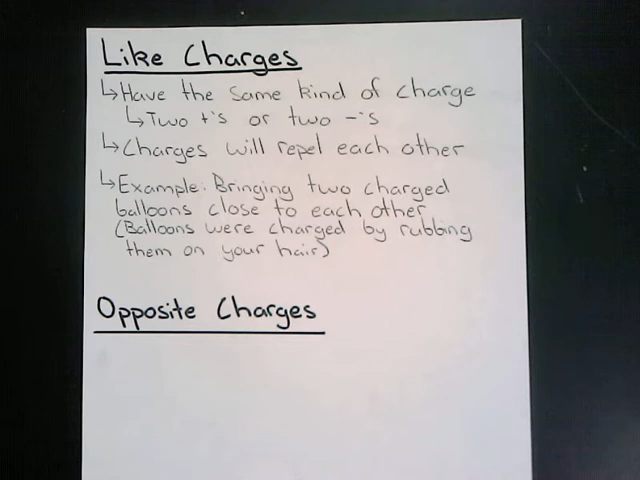 Like Charges
↳Have the same kind of charge
↳Two +'s or two -'s
↳Charges will repel each other
↳Example: Bringing two charged
balloons close to each other
(Balloons were charged by rubbing
them on your hair)
Opposite Charges